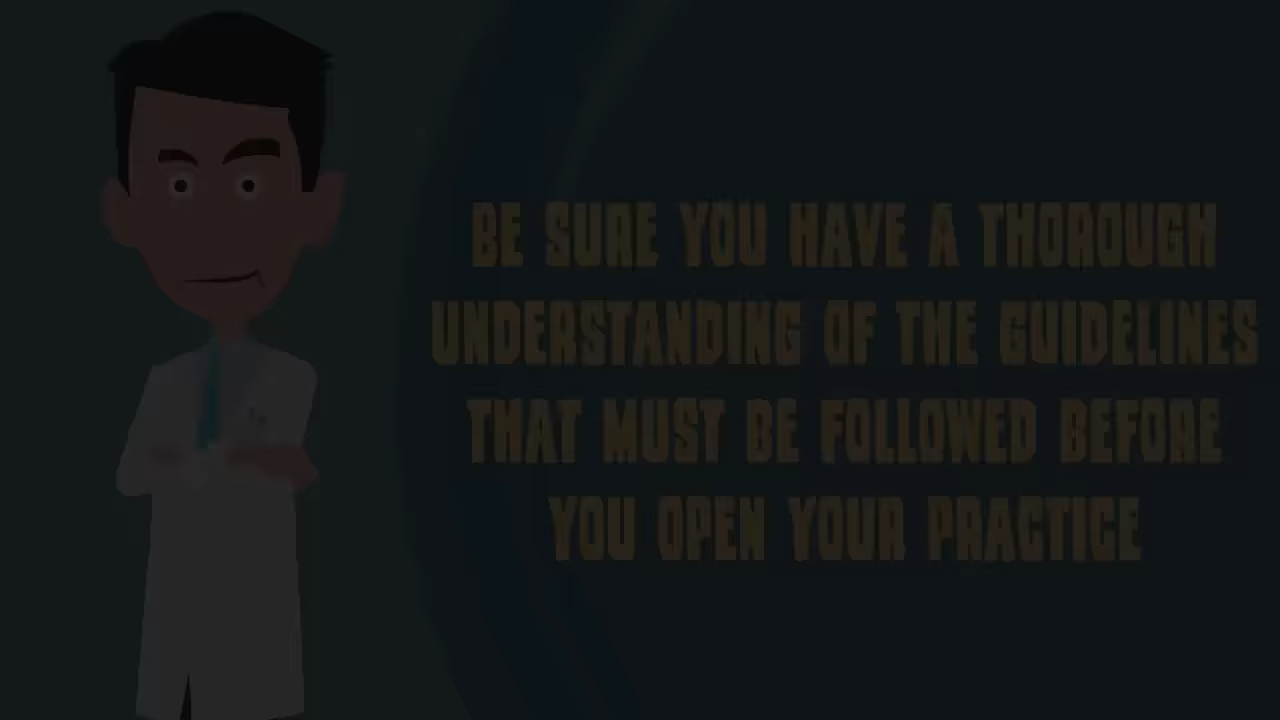 BE SURE YOU HAVE A THOROUGH
UNDERSTANDING OF THE GUIDELINES
THAT MUST BE FOLLOWED BEFORE
YOU OPEN YOUR PRACTICE